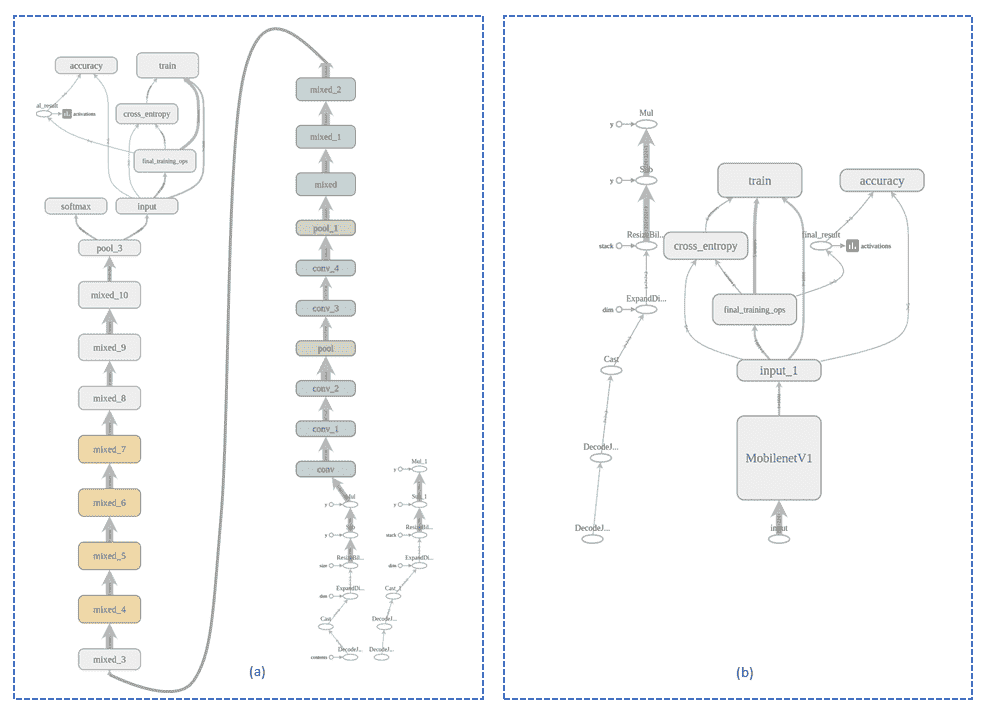 accuracy
train
al_result
activations
cross_entropy
final_training_ops
softmax
input
pool_3
mixed_10
mixed_9
mixed_8
mixed_7
mixed_6
mixed_5
mixed_4
mixed_3
mixed_2
mixed_1
mixed
pool_1
conv_4
conv_3
pool
conv_2
conv_1
conv
y
y
Sub
size
ResizeBil...
dim
ExpandDi...
Cast
contents
DecodeJ...
Mul_1
y
y
Sub_1
stack
ResizeBil...
dim
ExpandDi...
Cast_1
DecodeJ...
DecodeJ...
(a)
Mul
y
Sub
y
ResizeBil...
stack
ExpandDi...
dim
Cast
DecodeJ...
DecodeJ...
train
accuracy
cross_entropy
final_result
activations
final_training_ops
input_1
MobilenetV1
input
(b)